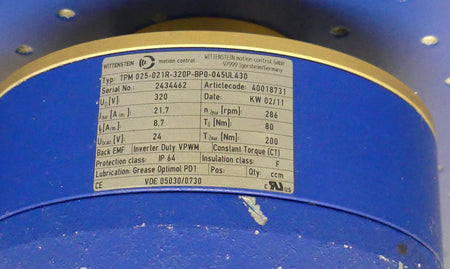 WITTENSTEIN motion control WITTENSTEIN motion control GmbH
97999 Igersheim/Germany
Typ: TPM 025-021R-320P-BP0-045UL430
Serial No.: 2434462 Articlecode: 40018731
U [V] 320 Date: KW 02/11
I [A] 21.7 n [rpm]: 286
I [A] 8.7 T [Nm]: 80
U [V] 24 T [Nm]: 200
Back EMF Inverter Duty VPWM Constant Torque (CT)
Protection class: IP 64 Insulation class: F
Lubrication: Grease Optimol PD1 Pos: Qty: ccm
CE VDE 05030/0730 c US